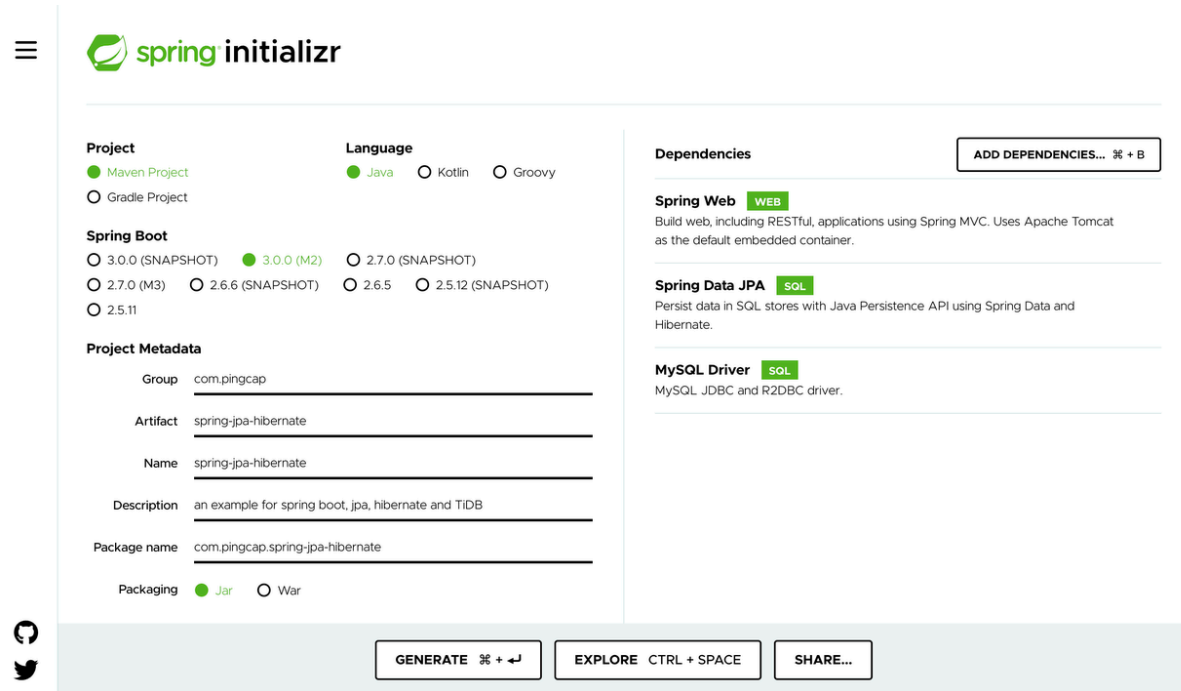 spring initializr
Project
Maven Project
Gradle Project
Language
Java Kotlin Groovy
Spring Boot
3.0.0 (SNAPSHOT) 3.0.0 (M2) 2.7.0 (SNAPSHOT)
2.7.0 (M3) 2.6.6 (SNAPSHOT) 2.6.5 2.5.12 (SNAPSHOT)
2.5.11
Project Metadata
Group com.pingcap
Artifact spring-jpa-hibernate
Name spring-jpa-hibernate
Description an example for spring boot, jpa, hibernate and TiDB
Package name com.pingcap.spring-jpa-hibernate
Packaging Jar War
Dependencies ADD DEPENDENCIES... ⌘ + B
Spring Web WEB
Build web, including RESTful, applications using Spring MVC. Uses Apache Tomcat
as the default embedded container.
Spring Data JPA SQL
Persist data in SQL stores with Java Persistence API using Spring Data and
Hibernate.
MySQL Driver SQL
MySQL JDBC and R2DBC driver.
GENERATE ⌘ + ↵ EXPLORE CTRL + SPACE SHARE...